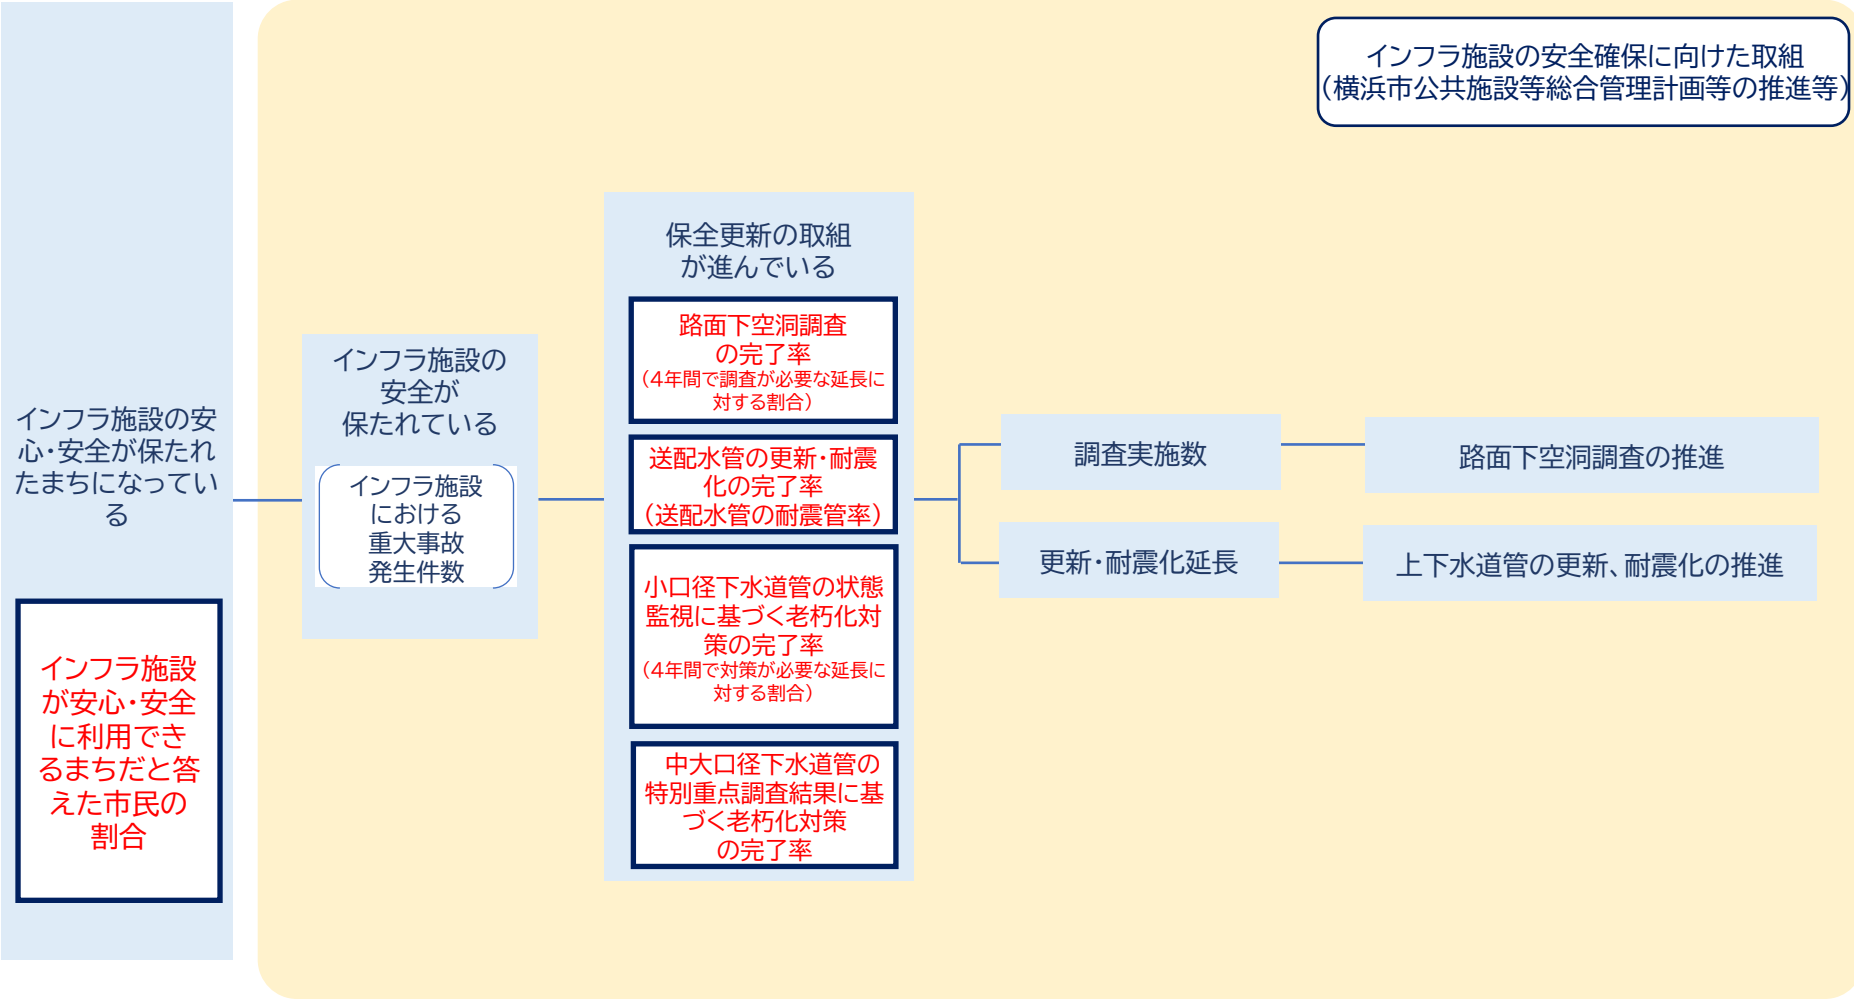 インフラ施設の安全確保に向けた取組
(横浜市公共施設等総合管理計画等の推進等)
インフラ施設の安
心・安全が保たれ
たまちになってい
る
インフラ施設
が安心・安全
に利用でき
るまちだと答
えた市民の
割合
インフラ施設の
安全が
保たれている
インフラ施設
における
重大事故
発生件数
保全更新の取組
が進んでいる
路面下空洞調査
の完了率
(4年間で調査が必要な延長に
対する割合)
送配水管の更新・耐震
化の完了率
(送配水管の耐震管率)
小口径下水道管の状態
監視に基づく老朽化対
策の完了率
(4年間で対策が必要な延長に
対する割合)
中大口径下水道管の
特別重点調査結果に基
づく老朽化対策
の完了率
調査実施数
路面下空洞調査の推進
更新・耐震化延長
上下水道管の更新、耐震化の推進